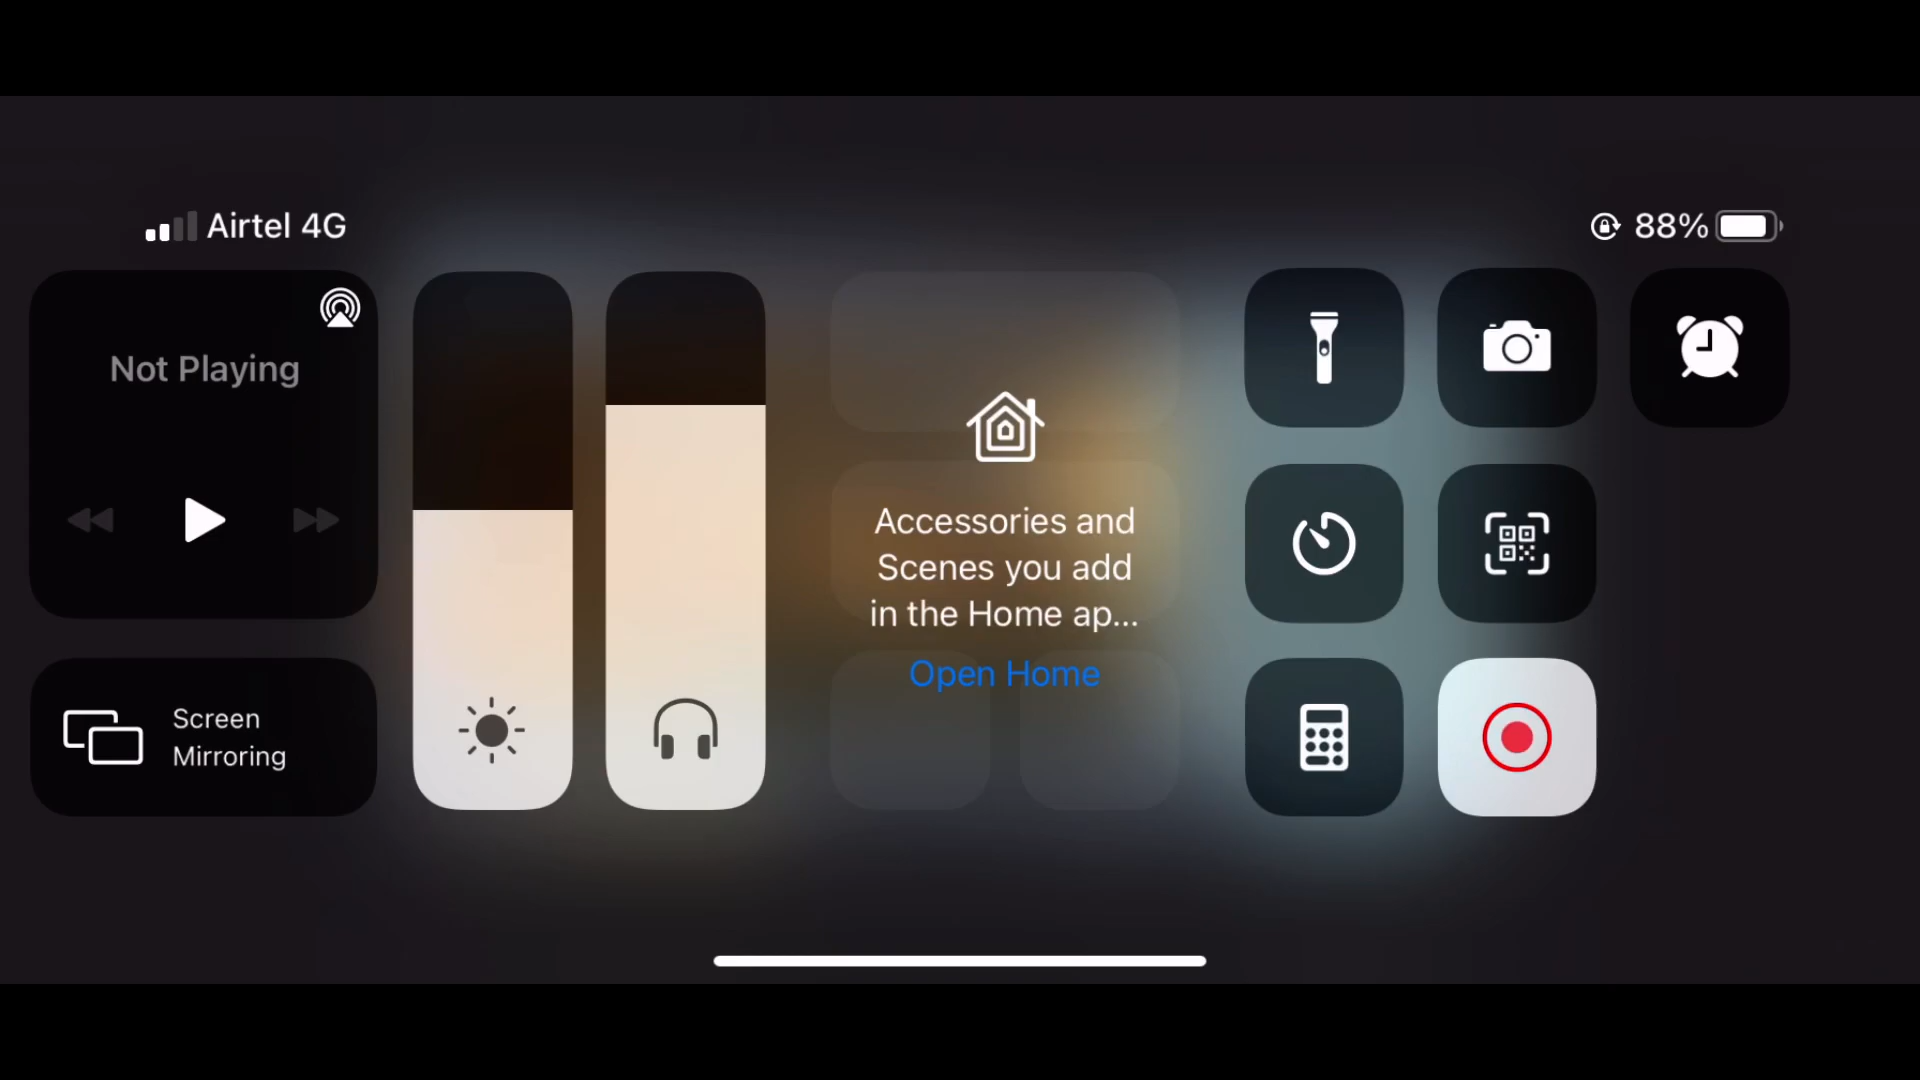 Airtel 4G
88%
Not Playing
Screen
Mirroring
Accessories and
Scenes you add
in the Home ap...
Open Home